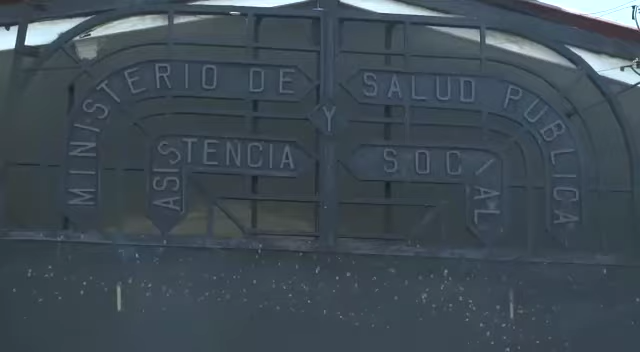 MINISTERIO DE SALUD PUBLICA
Y
ASISTENCIA SOCIAL